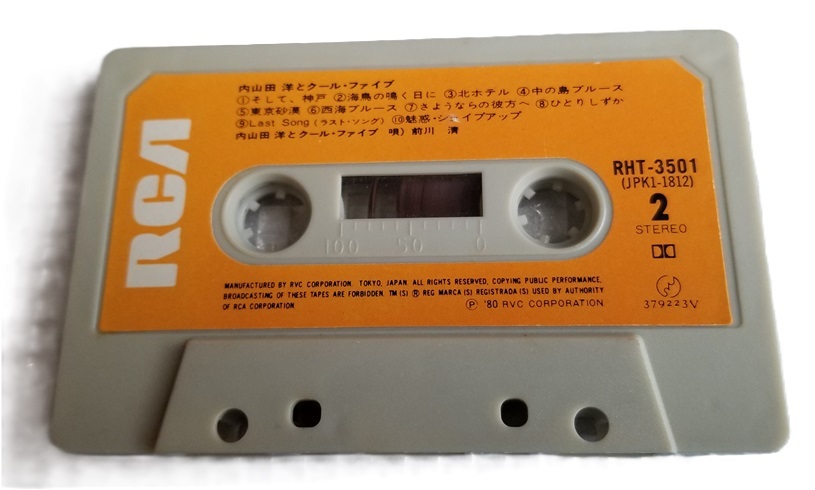 内山田 洋とクール・ファイブ
①そして、神戸 ②海鳥の鳴く日に ③北ホテル ④中の島ブルース
⑤東京砂漠 ⑥西海ブルース ⑦さようならの彼方へ ⑧ひとりしずか
⑨Last Song (ラスト・ソング) ⑩魅惑・シェイプアップ
内山田 洋とクール・ファイブ 唄) 前川 清
RCA
RHT-3501
(JPK1-1812)
2
STEREO
100 50 0
MANUFACTURED BY RVC CORPORATION. TOKYO, JAPAN. ALL RIGHTS RESERVED, COPYING PUBLIC PERFORMANCE,
BROADCASTING OF THESE TAPES ARE FORBIDDEN. TM(S) ® REG MARCA(S) REGISTRADA(S) USED BY AUTHORITY
OF RCA CORPORATION
Ⓟ '80 RVC CORPORATION
379223V